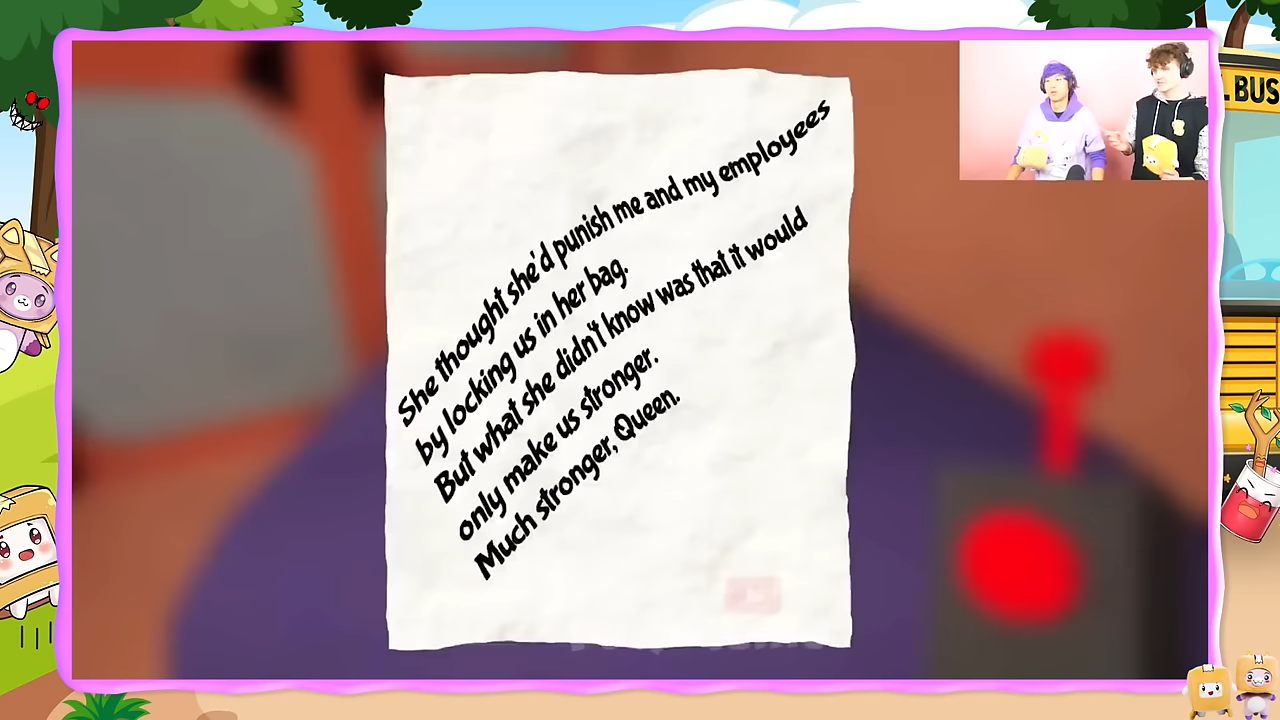 She thought she'd punish me and my employees
by locking us in her bag.
But what she didn't know was that it would
only make us stronger.
Much stronger, Queen.
BUS